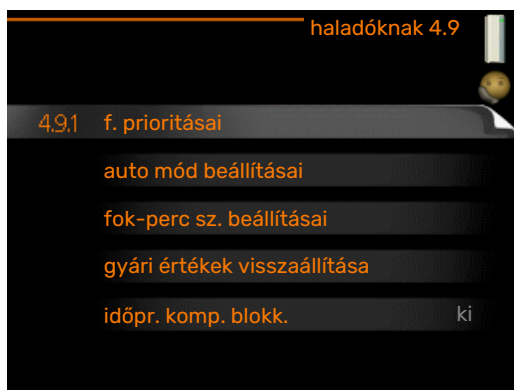 haladóknak 4.9
4.9.1 f. prioritásai
auto mód beállításai
fok-perc sz. beállításai
gyári értékek visszaállítása
időpr. komp. blokk. ki